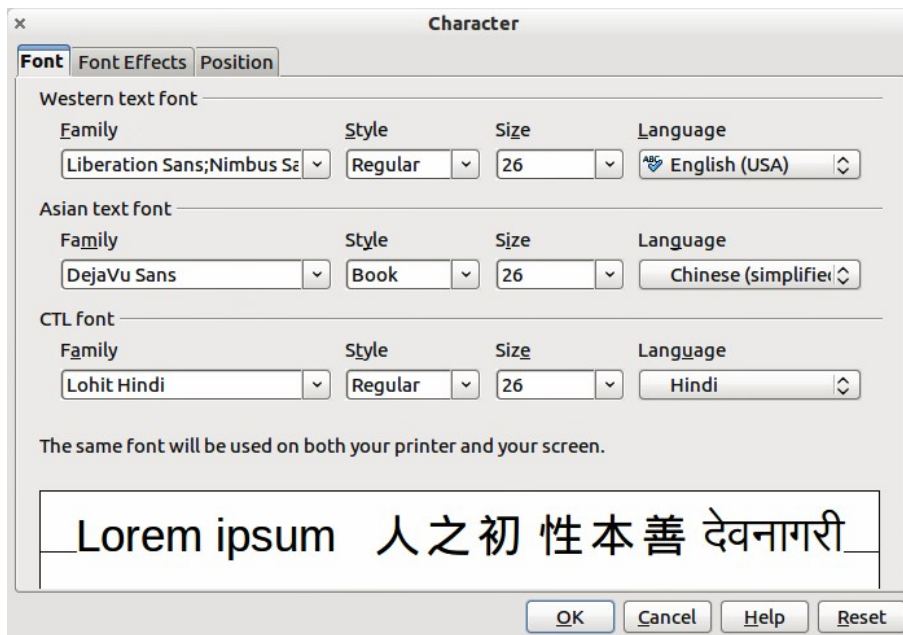 Character
Font Font Effects Position
Western text font
Family Style Size Language
Liberation Sans;Nimbus Sa Regular 26 ABC English (USA)
Asian text font
Family Style Size Language
DejaVu Sans Book 26 Chinese (simplified
CTL font
Family Style Size Language
Lohit Hindi Regular 26 Hindi
The same font will be used on both your printer and your screen.
Lorem ipsum 人之初 性本善 देवनागरी
OK Cancel Help Reset